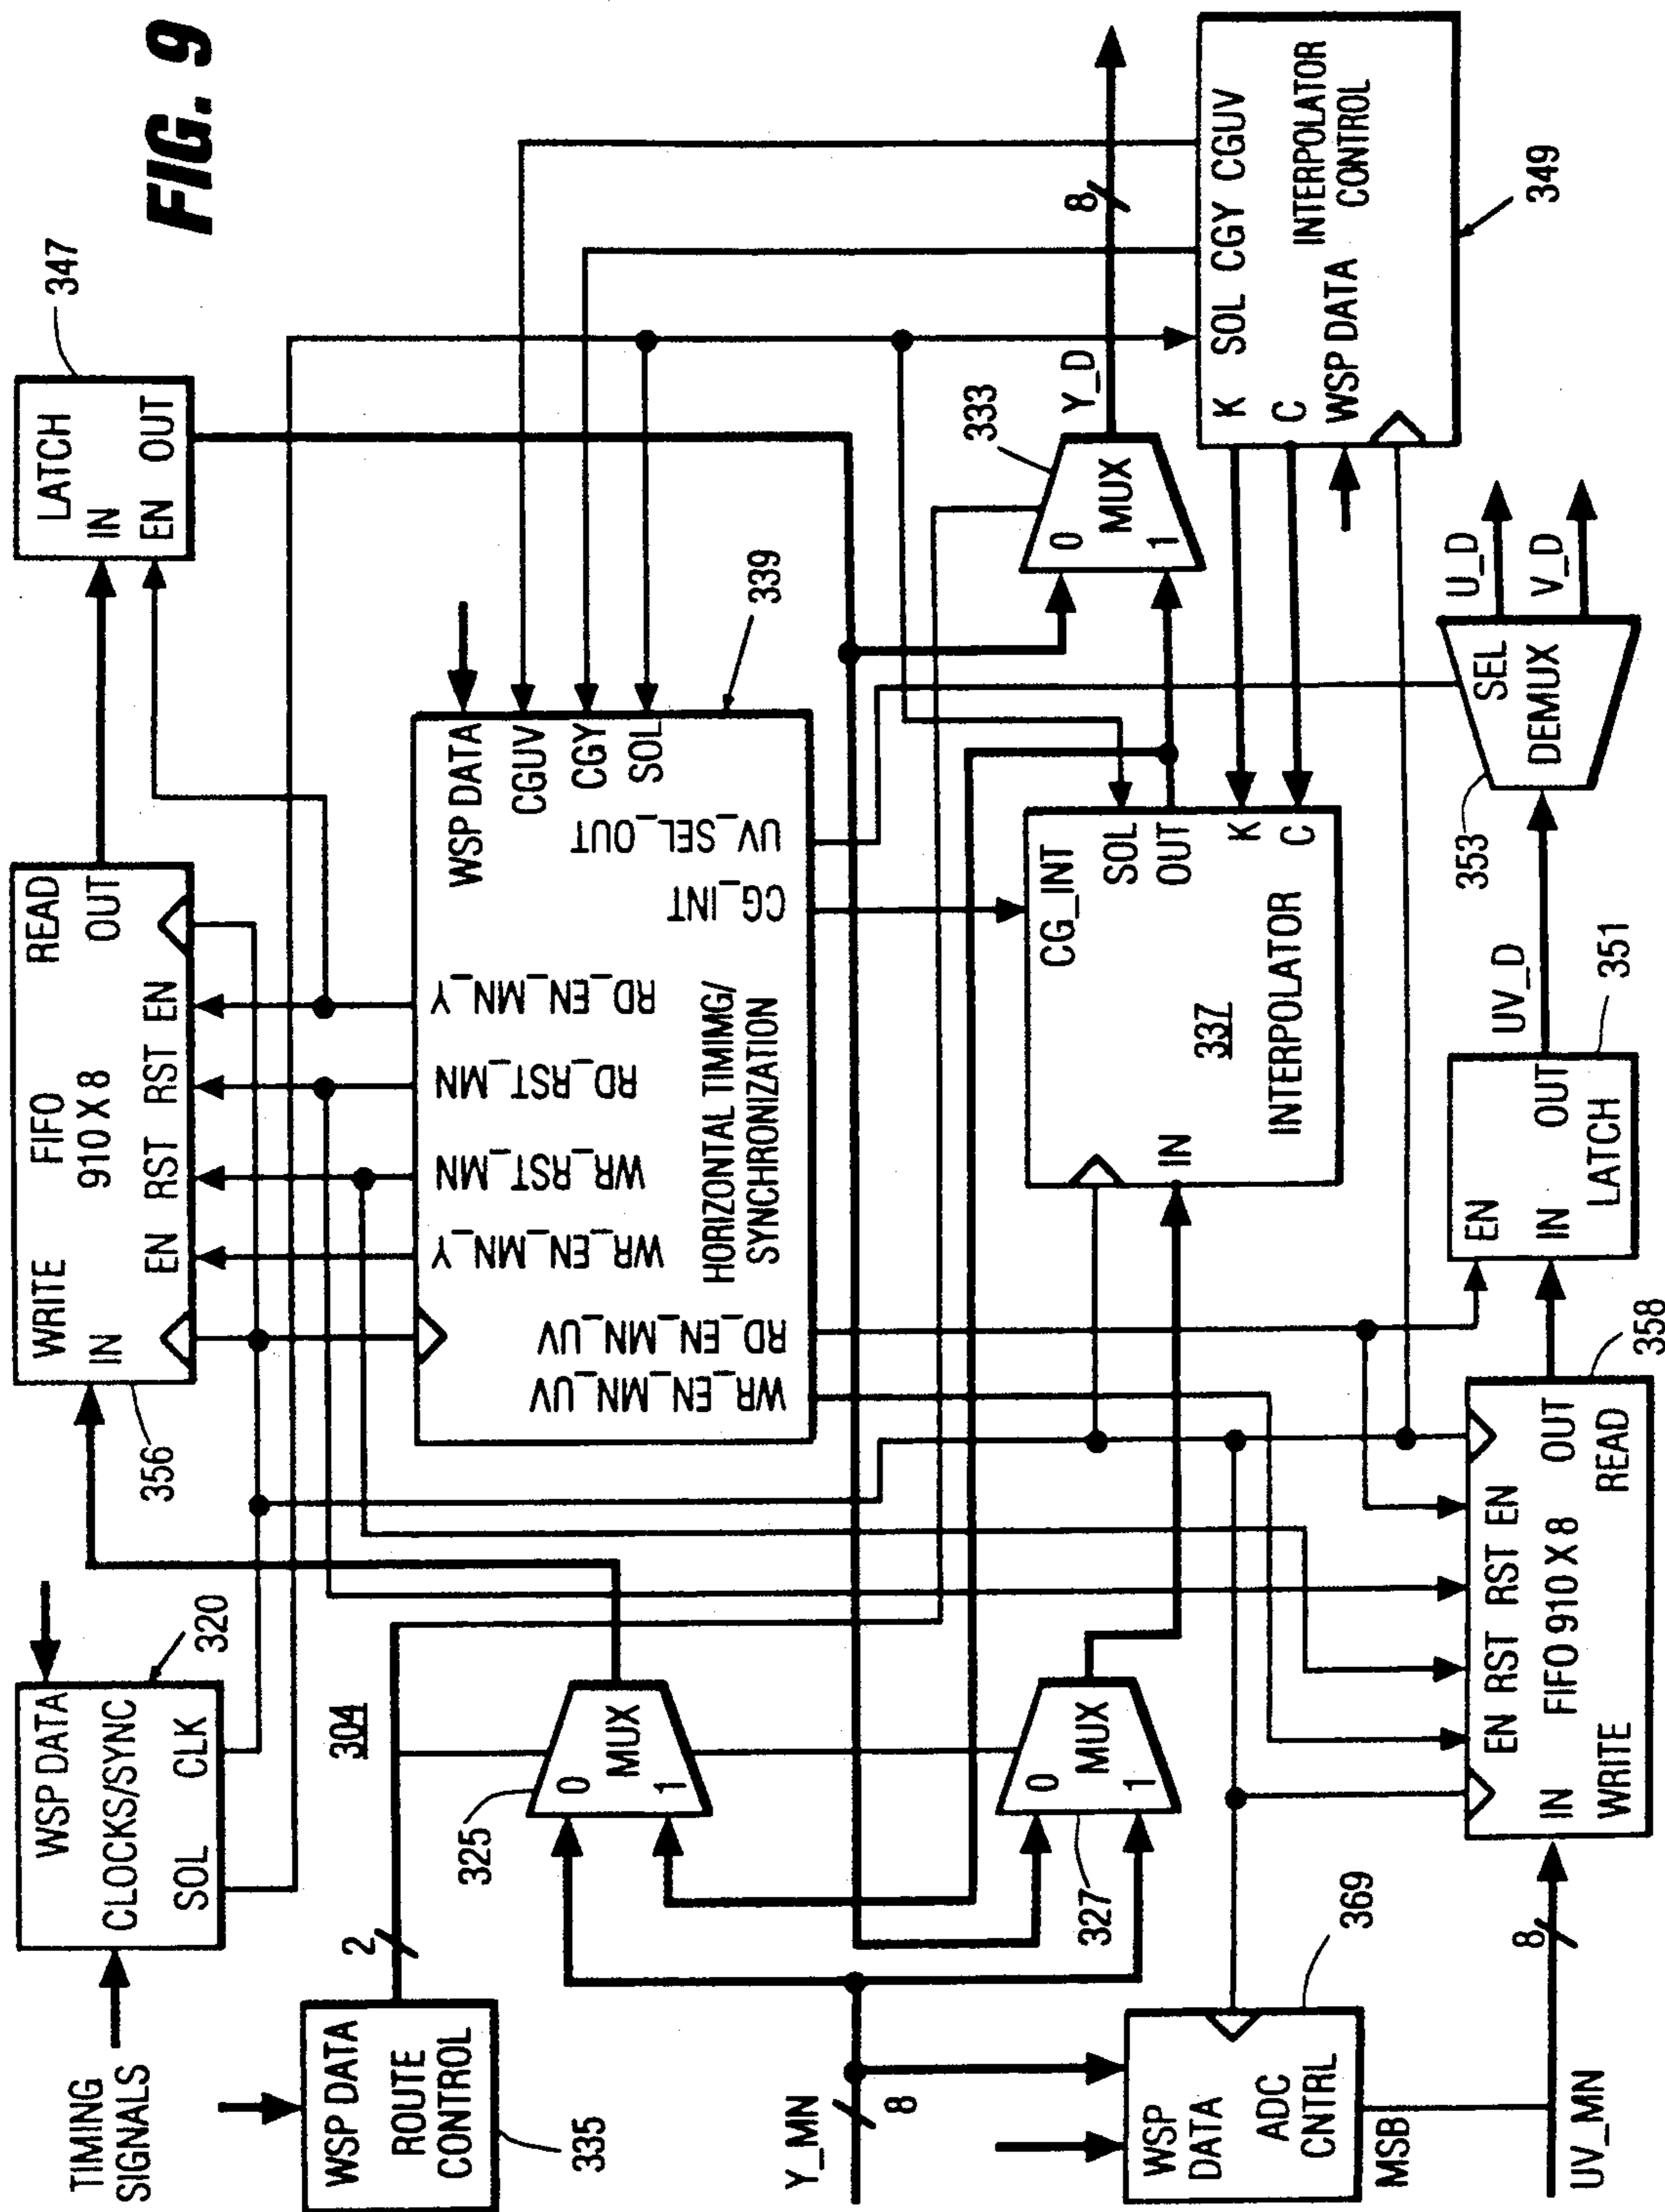 FIG. 9
TIMING
SIGNALS
WSP DATA
CLOCKS/SYNC
SOL CLK
320
WRITE
IN
FIFO
910 X 8
READ
OUT
EN RST RST EN
356
LATCH
IN
EN OUT
347
WSP DATA
ROUTE
CONTROL
335
2
304
325
0
MUX
1
WSP DATA
CGUV
CGY
SOL
WR_EN_MN_Y
WR_RST_MN
RD_RST_MN
RD_EN_MN_Y
HORIZONTAL TIMIMG/
SYNCHRONIZATION
WR_EN_MN_UV
RD_EN_MN_UV
CG_INT
UV_SEL_OUT
339
Y_MN
8
327
0
MUX
1
CG_INT
SOL
OUT
K
C
IN
337
INTERPOLATOR
333
0
MUX
1
Y_D
8
K SOL CGY CGUV
C
WSP DATA
INTERPOLATOR
CONTROL
349
WSP
DATA
ADC
CNTRL
MSB
369
UV_MN
8
IN
WRITE
EN RST RST EN
FIFO 910 X 8
OUT
READ
358
EN
IN
OUT
LATCH
351
UV_D
353
SEL
DEMUX
U_D
V_D